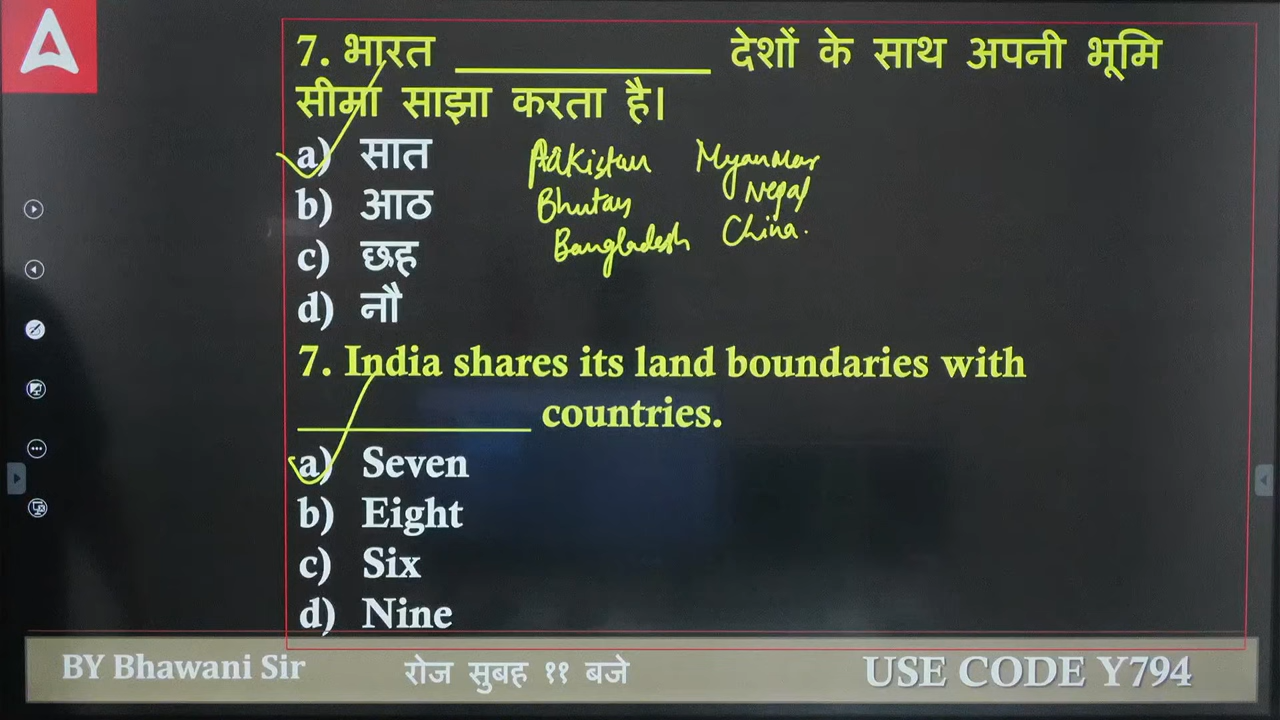 7. भारत ____________ देशों के साथ अपनी भूमि
सीमा साझा करता है।
a) सात
b) आठ
c) छह
d) नौ
Pakistan Myanmar
Bhutan Nepal
Bangladesh China.
7. India shares its land boundaries with
____________ countries.
a) Seven
b) Eight
c) Six
d) Nine
BY Bhawani Sir रोज सुबह ११ बजे USE CODE Y794